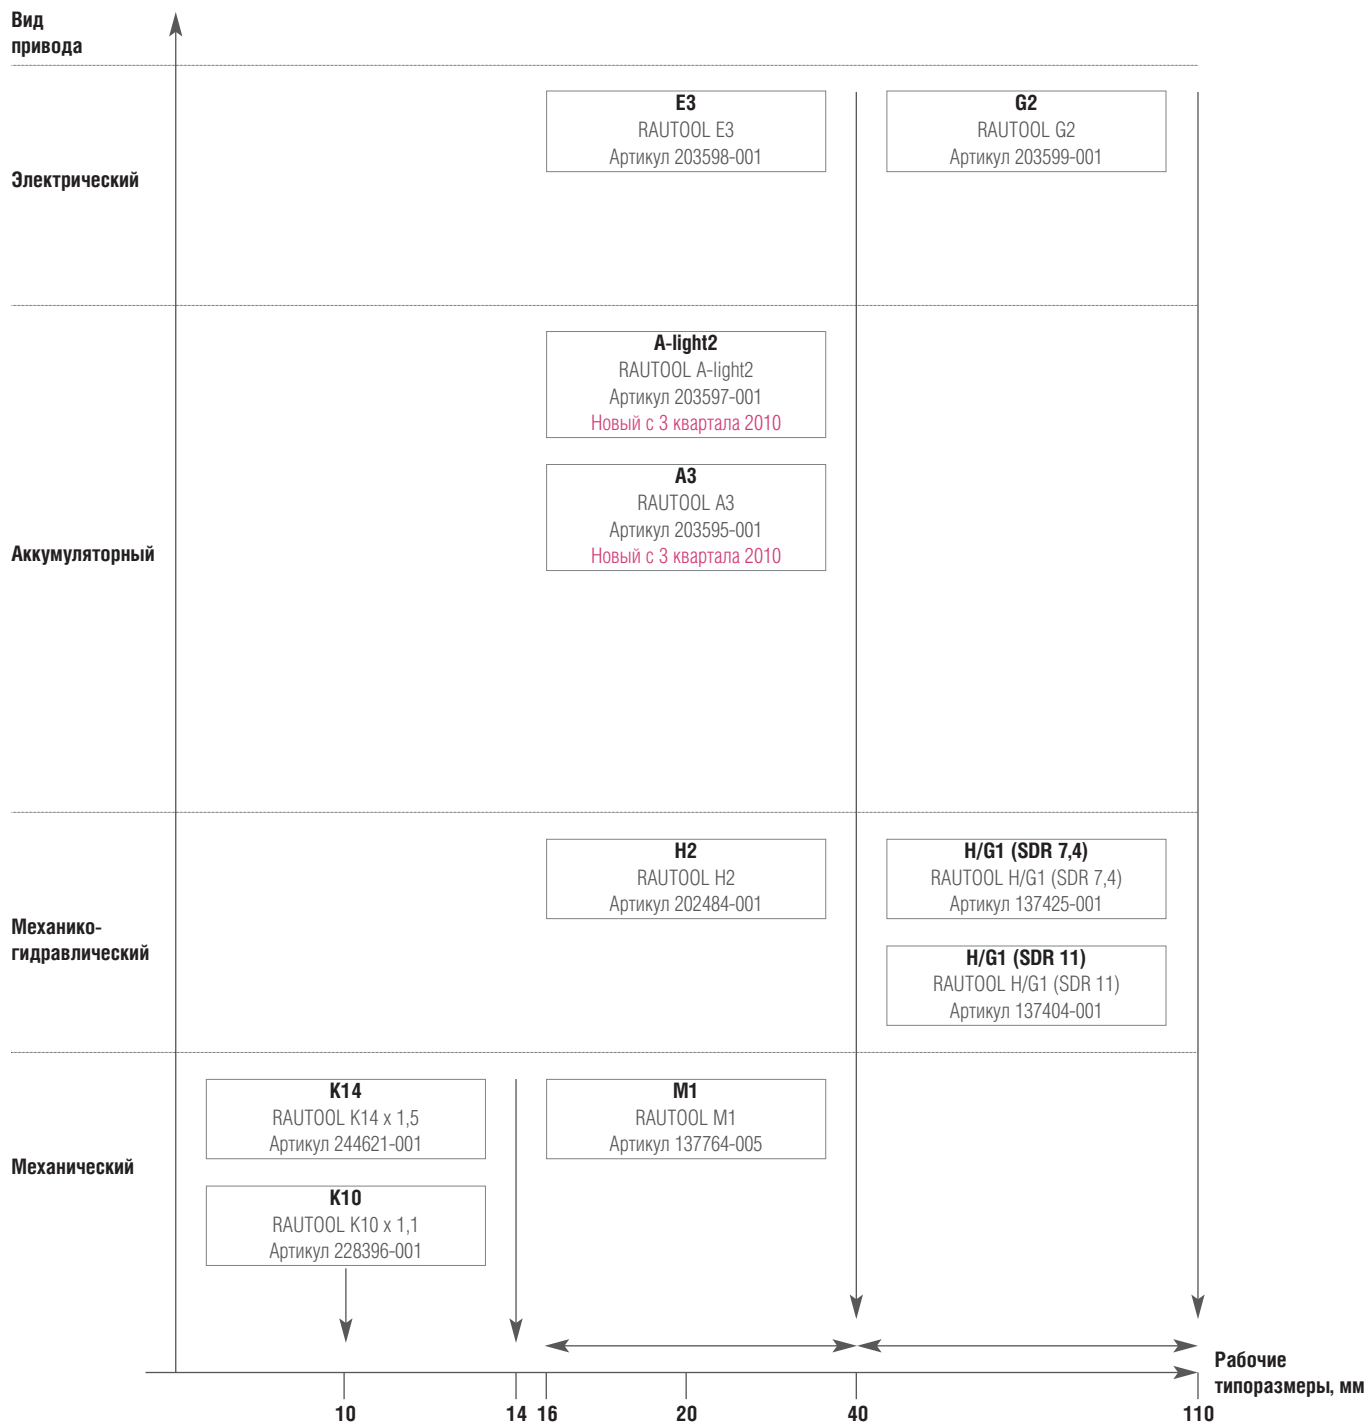 Вид
привода
E3
RAUTOOL E3
Артикул 203598-001
G2
RAUTOOL G2
Артикул 203599-001
Электрический
A-light2
RAUTOOL A-light2
Артикул 203597-001
Новый с 3 квартала 2010
A3
RAUTOOL A3
Артикул 203595-001
Новый с 3 квартала 2010
Аккумуляторный
H2
RAUTOOL H2
Артикул 202484-001
H/G1 (SDR 7,4)
RAUTOOL H/G1 (SDR 7,4)
Артикул 137425-001
Механико-
гидравлический
H/G1 (SDR 11)
RAUTOOL H/G1 (SDR 11)
Артикул 137404-001
K14
RAUTOOL K14 x 1,5
Артикул 244621-001
M1
RAUTOOL M1
Артикул 137764-005
Механический
K10
RAUTOOL K10 x 1,1
Артикул 228396-001
Рабочие
типоразмеры, мм
10 14 16 20 40 110